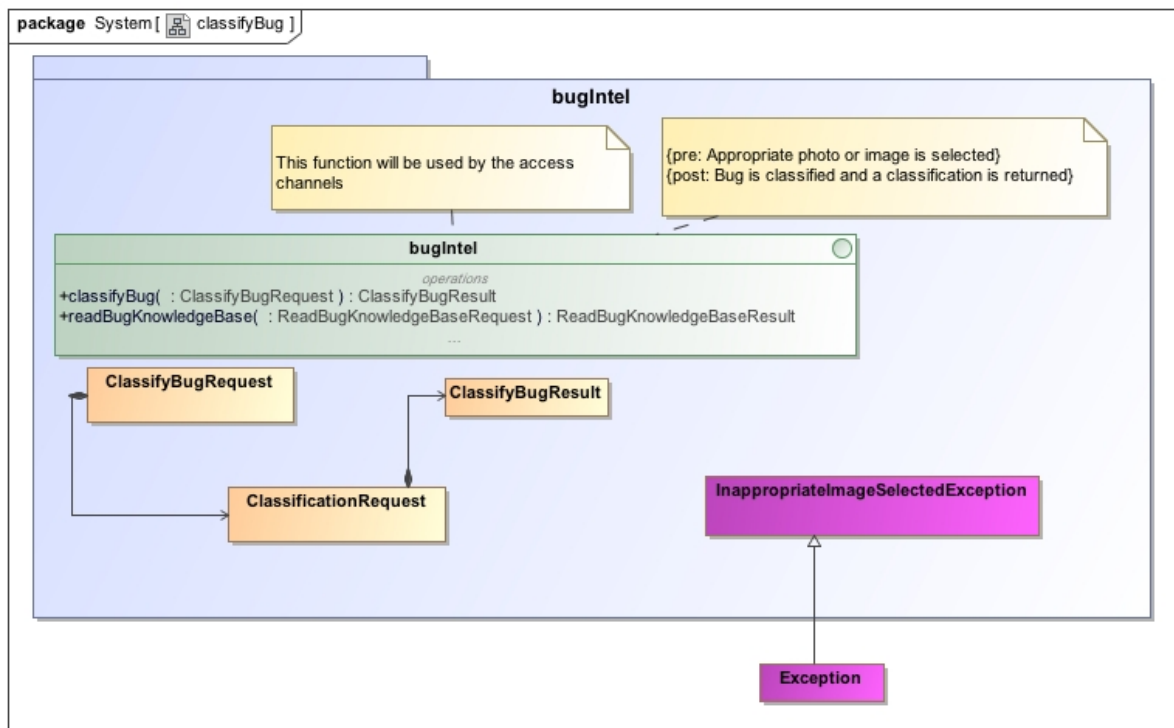 package System [ classifyBug ]
bugIntel
This function will be used by the access
channels
{pre: Appropriate photo or image is selected}
{post: Bug is classified and a classification is returned}
bugIntel
operations
+classifyBug( : ClassifyBugRequest ) : ClassifyBugResult
+readBugKnowledgeBase( : ReadBugKnowledgeBaseRequest ) : ReadBugKnowledgeBaseResult
...
ClassifyBugRequest
ClassifyBugResult
ClassificationRequest
InappropriateImageSelectedException
Exception